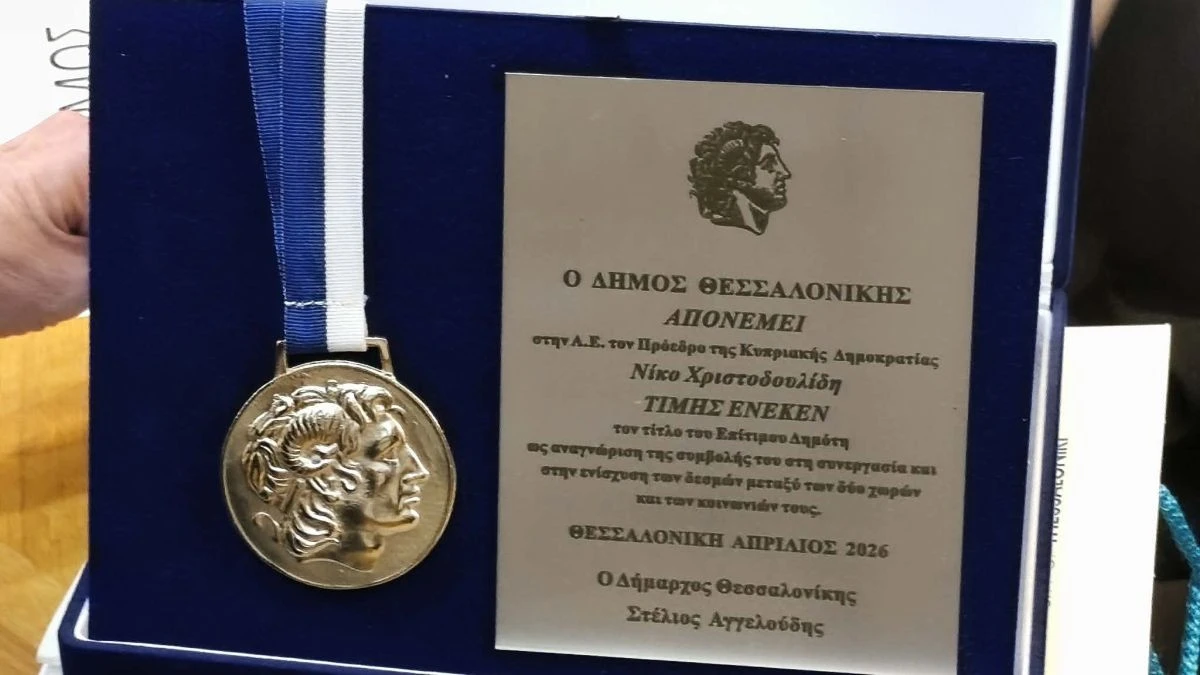 Ο ΔΗΜΟΣ ΘΕΣΣΑΛΟΝΙΚΗΣ
ΑΠΟΝΕΜΕΙ
στην Α.Ε. τον Πρόεδρο της Κυπριακής Δημοκρατίας
Νίκο Χριστοδουλίδη
ΤΙΜΗΣ ΕΝΕΚΕΝ
τον τίτλο του Επίτιμου Δημότη
ως αναγνώριση της συμβολής του στη συνεργασία και
στην ενίσχυση των δεσμών μεταξύ των δύο χωρών
και των κοινωνιών τους.
ΘΕΣΣΑΛΟΝΙΚΗ ΑΠΡΙΛΙΟΣ 2026
Ο Δήμαρχος Θεσσαλονίκης
Στέλιος Αγγελούδης